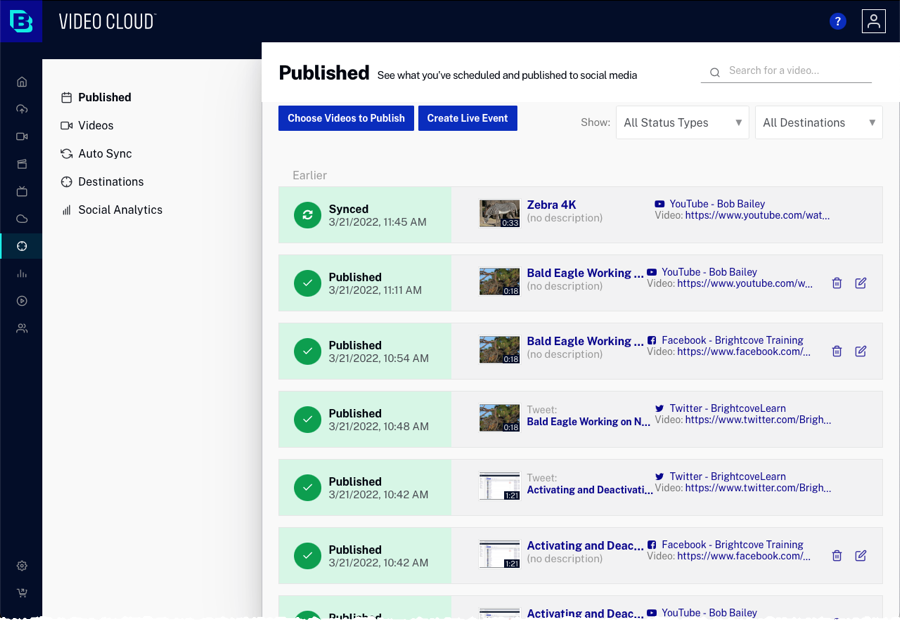 VIDEO CLOUD™
?
Published
Videos
Auto Sync
Destinations
Social Analytics
Published See what you've scheduled and published to social media
Search for a video...
Choose Videos to Publish
Create Live Event
Show:
All Status Types
All Destinations
Earlier
Synced
3/21/2022, 11:45 AM
0:33
Zebra 4K
(no description)
YouTube - Bob Bailey
Video: https://www.youtube.com/wat...
Published
3/21/2022, 11:11 AM
0:18
Bald Eagle Working ...
(no description)
YouTube - Bob Bailey
Video: https://www.youtube.com/w...
Published
3/21/2022, 10:54 AM
0:18
Bald Eagle Working ...
(no description)
Facebook - Brightcove Training
Video: https://www.facebook.com/...
Published
3/21/2022, 10:48 AM
0:18
Tweet:
Bald Eagle Working on N...
Twitter - BrightcoveLearn
Video: https://www.twitter.com/Brigh...
Published
3/21/2022, 10:42 AM
1:21
Tweet:
Activating and Deactivati...
Twitter - BrightcoveLearn
Video: https://www.twitter.com/Brigh...
Published
3/21/2022, 10:42 AM
1:21
Activating and Deac...
(no description)
Facebook - Brightcove Training
Video: https://www.facebook.com/...
Published
Activating and Deac...
YouTube - Bob Bailey